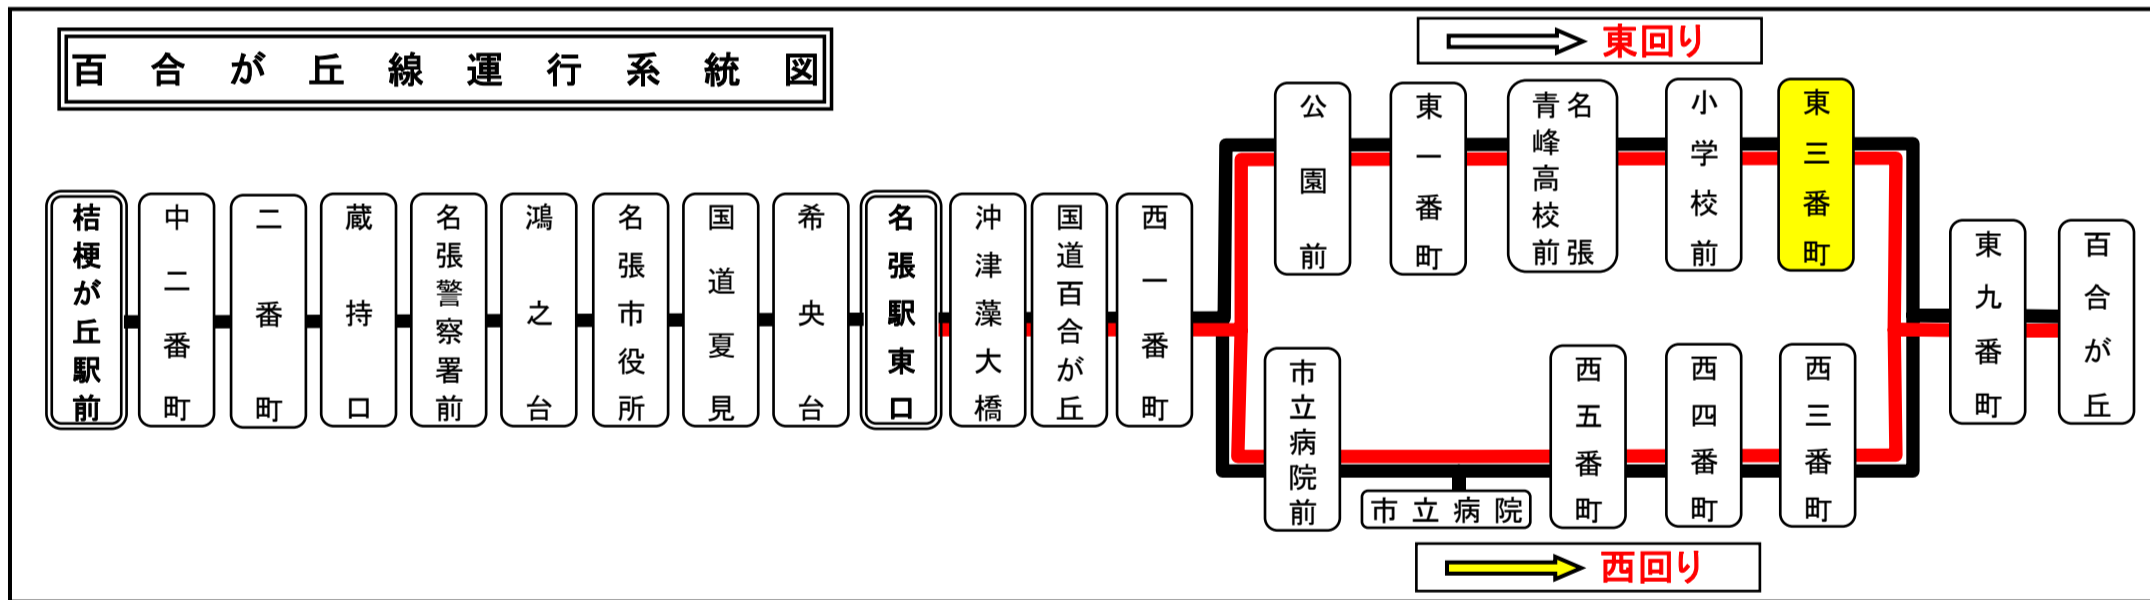 百合が丘線運行系統図
東回り
桔梗が丘駅前
中二番町
二番町
蔵持口
名張警察署前
鴻之台
名張市役所
国道夏見
希央台
名張駅東口
沖津藻大橋
国道百合が丘
西一番町
公園前
東一番町
名張
青峰高校前
小学校前
東三番町
市立病院前
市立病院
西五番町
西四番町
西三番町
東九番町
百合が丘
西回り